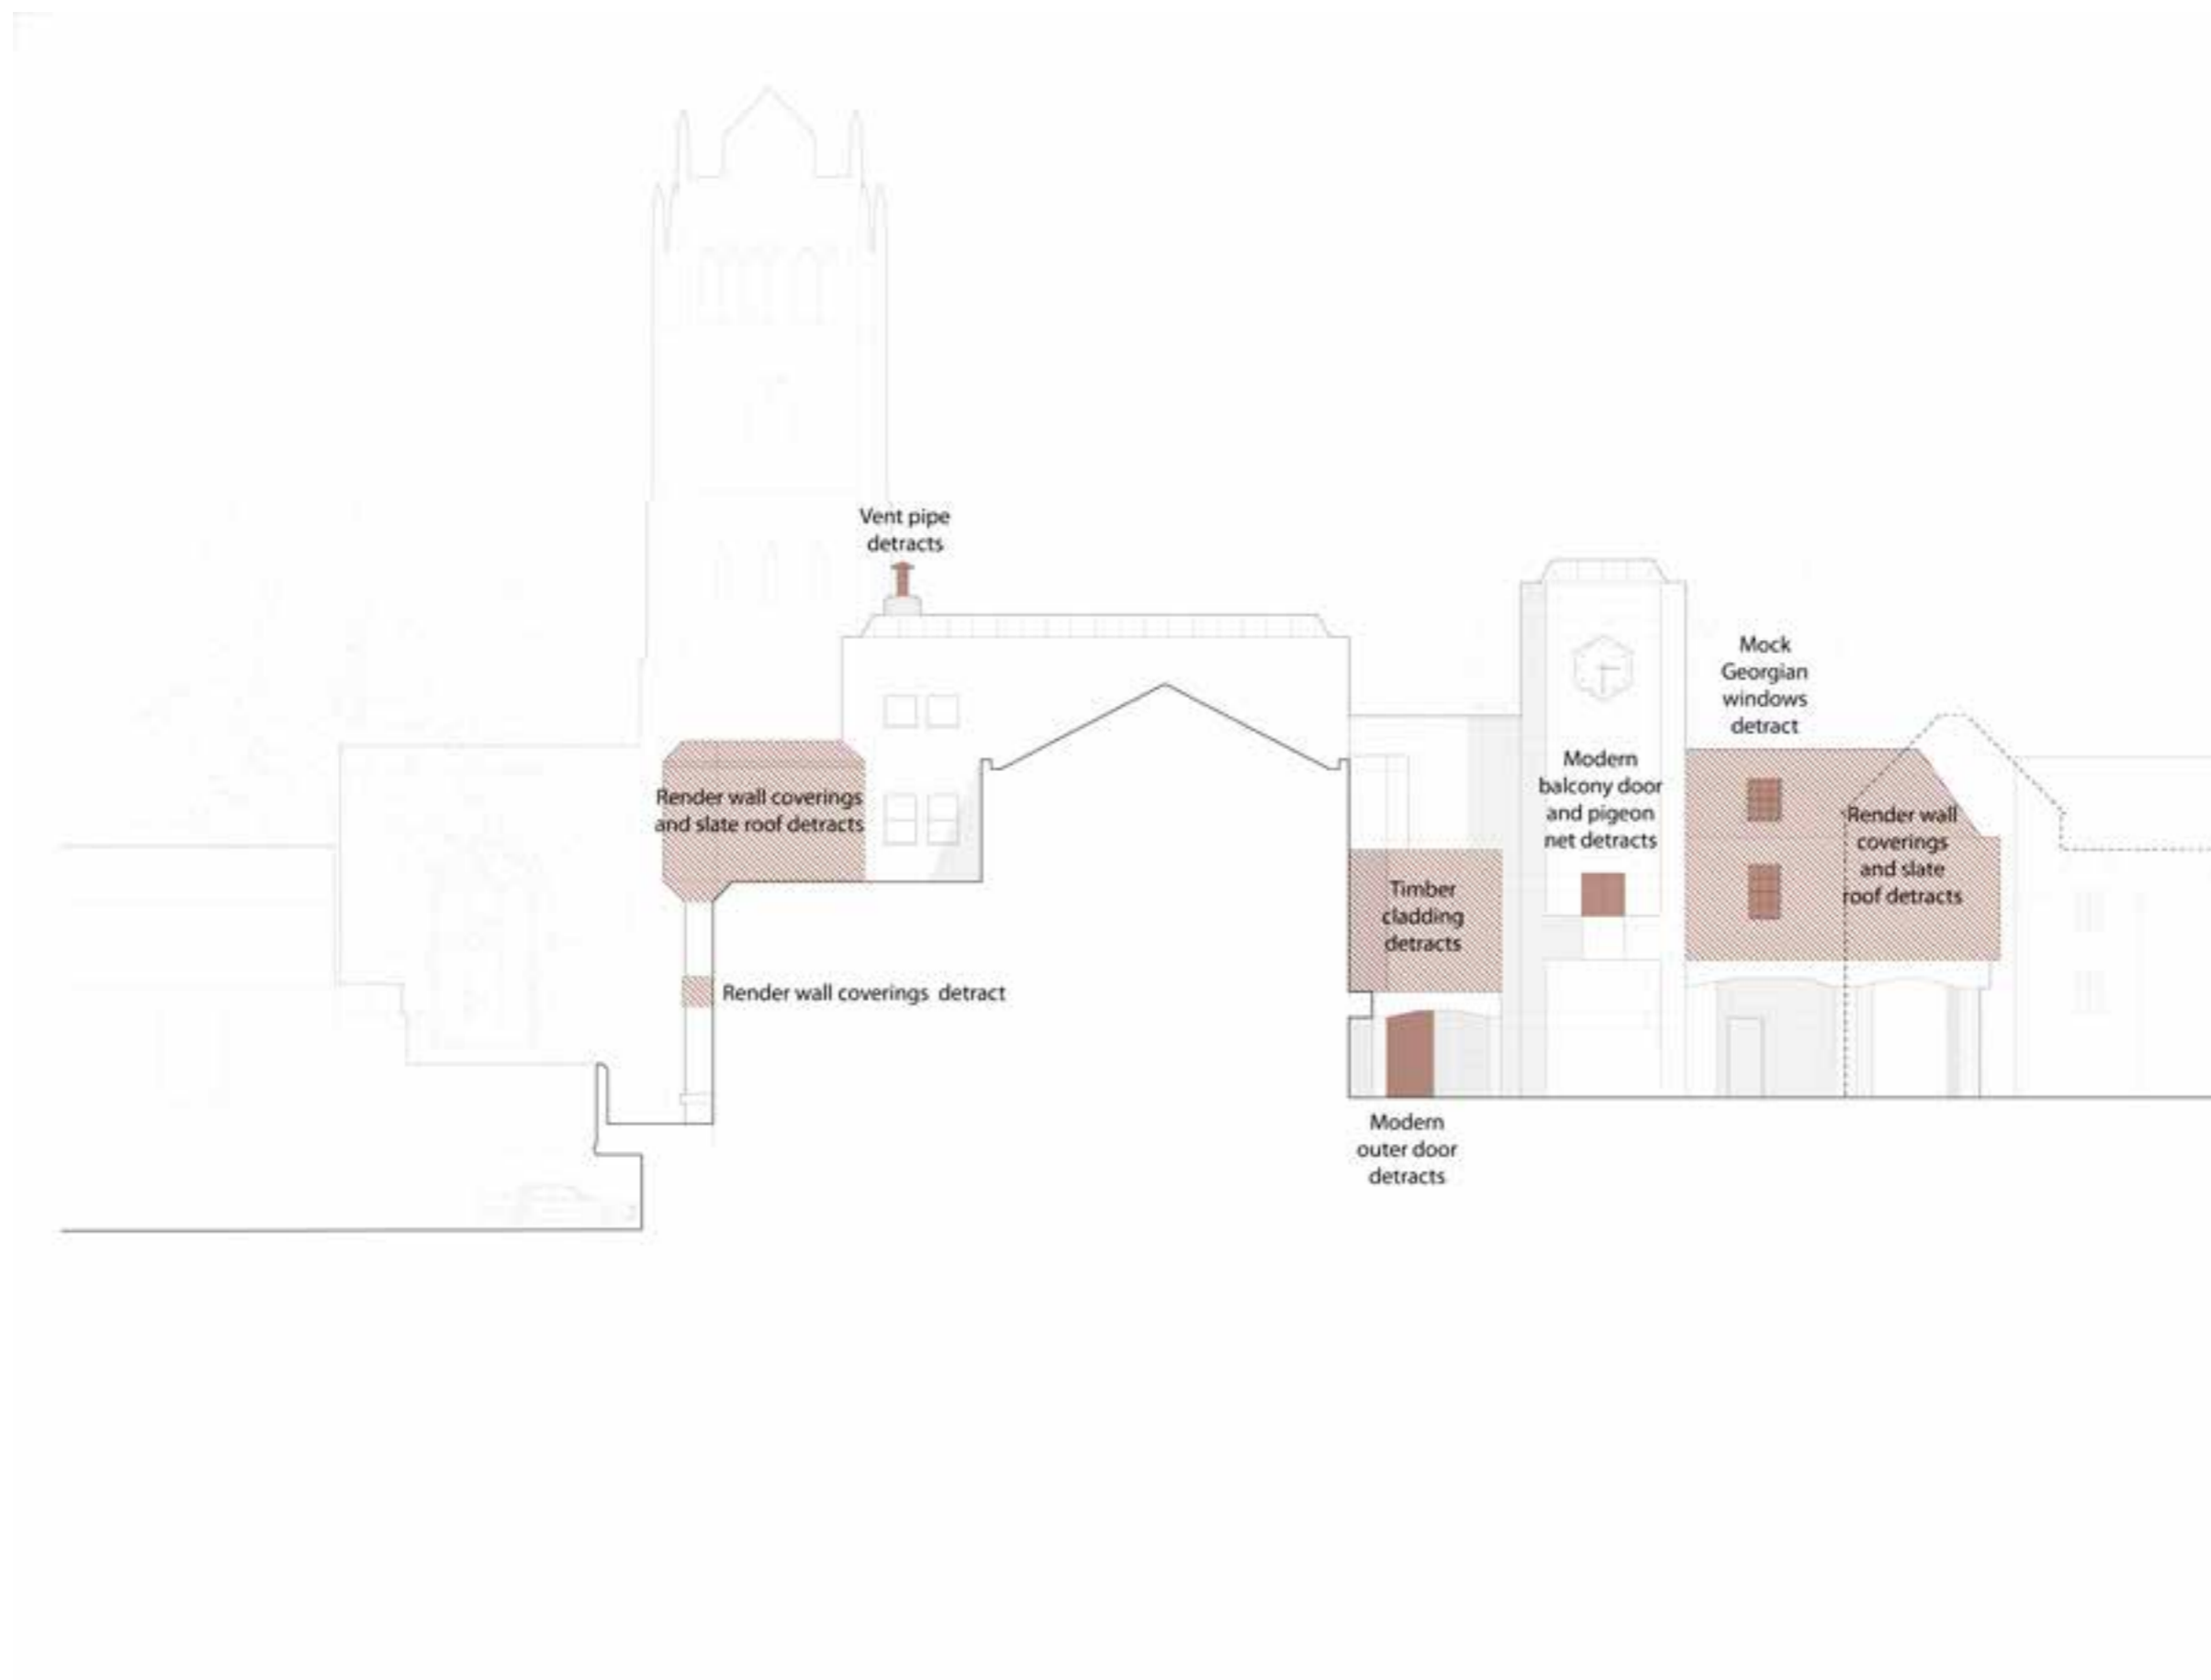 Vent pipe
detracts
Mock
Georgian
windows
detract
Modern
balcony door
and pigeon
net detracts
Render wall coverings
and slate roof detracts
Render wall
coverings
and slate
roof detracts
Timber
cladding
detracts
Render wall coverings detract
Modern
outer door
detracts